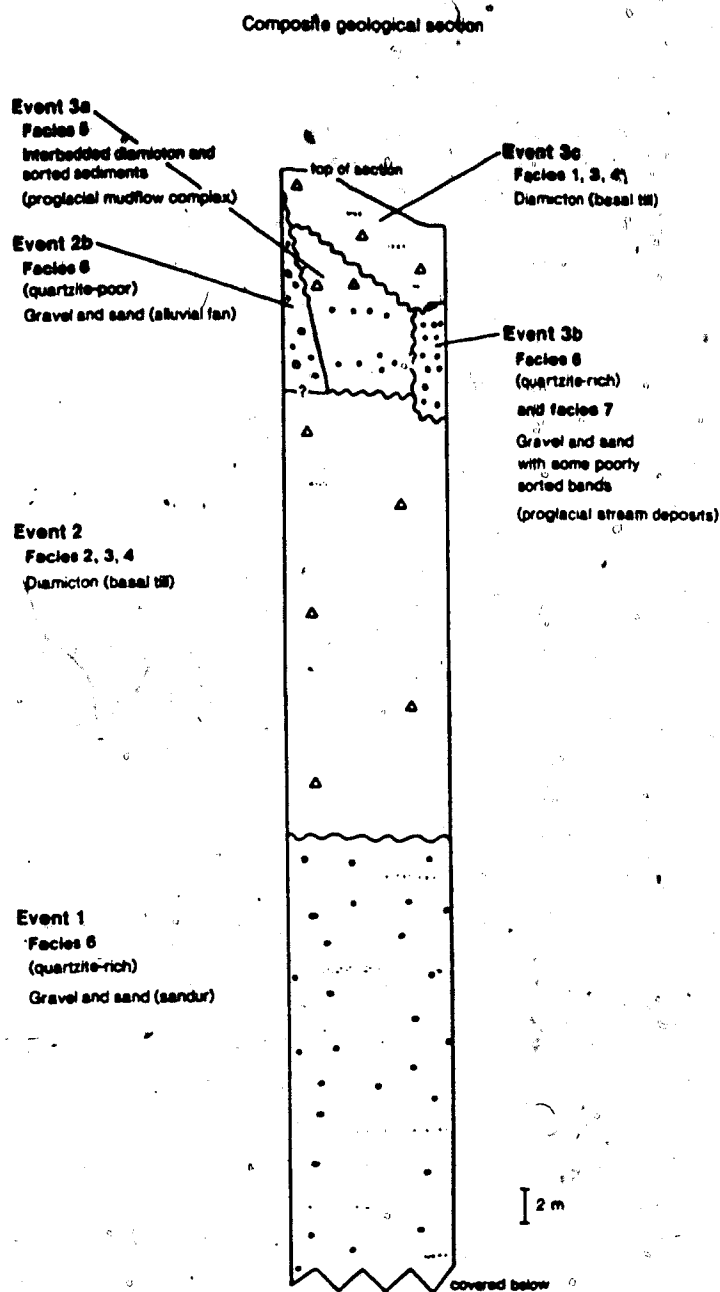 Composite geological section
Event 3a
Facies 5
Interbedded diamicton and
sorted sediments
(proglacial mudflow complex)
Event 2b
Facies 6
(quartzite-poor)
Gravel and sand (alluvial fan)
top of section
Event 3c
Facies 1, 3, 4
Diamicton (basal till)
Event 3b
Facies 6
(quartzite-rich)
and facies 7
Gravel and sand
with some poorly
sorted bands
(proglacial stream deposits)
?
?
Event 2
Facies 2, 3, 4
Diamicton (basal till)
Event 1
Facies 6
(quartzite-rich)
Gravel and sand (sandur)
2 m
covered below